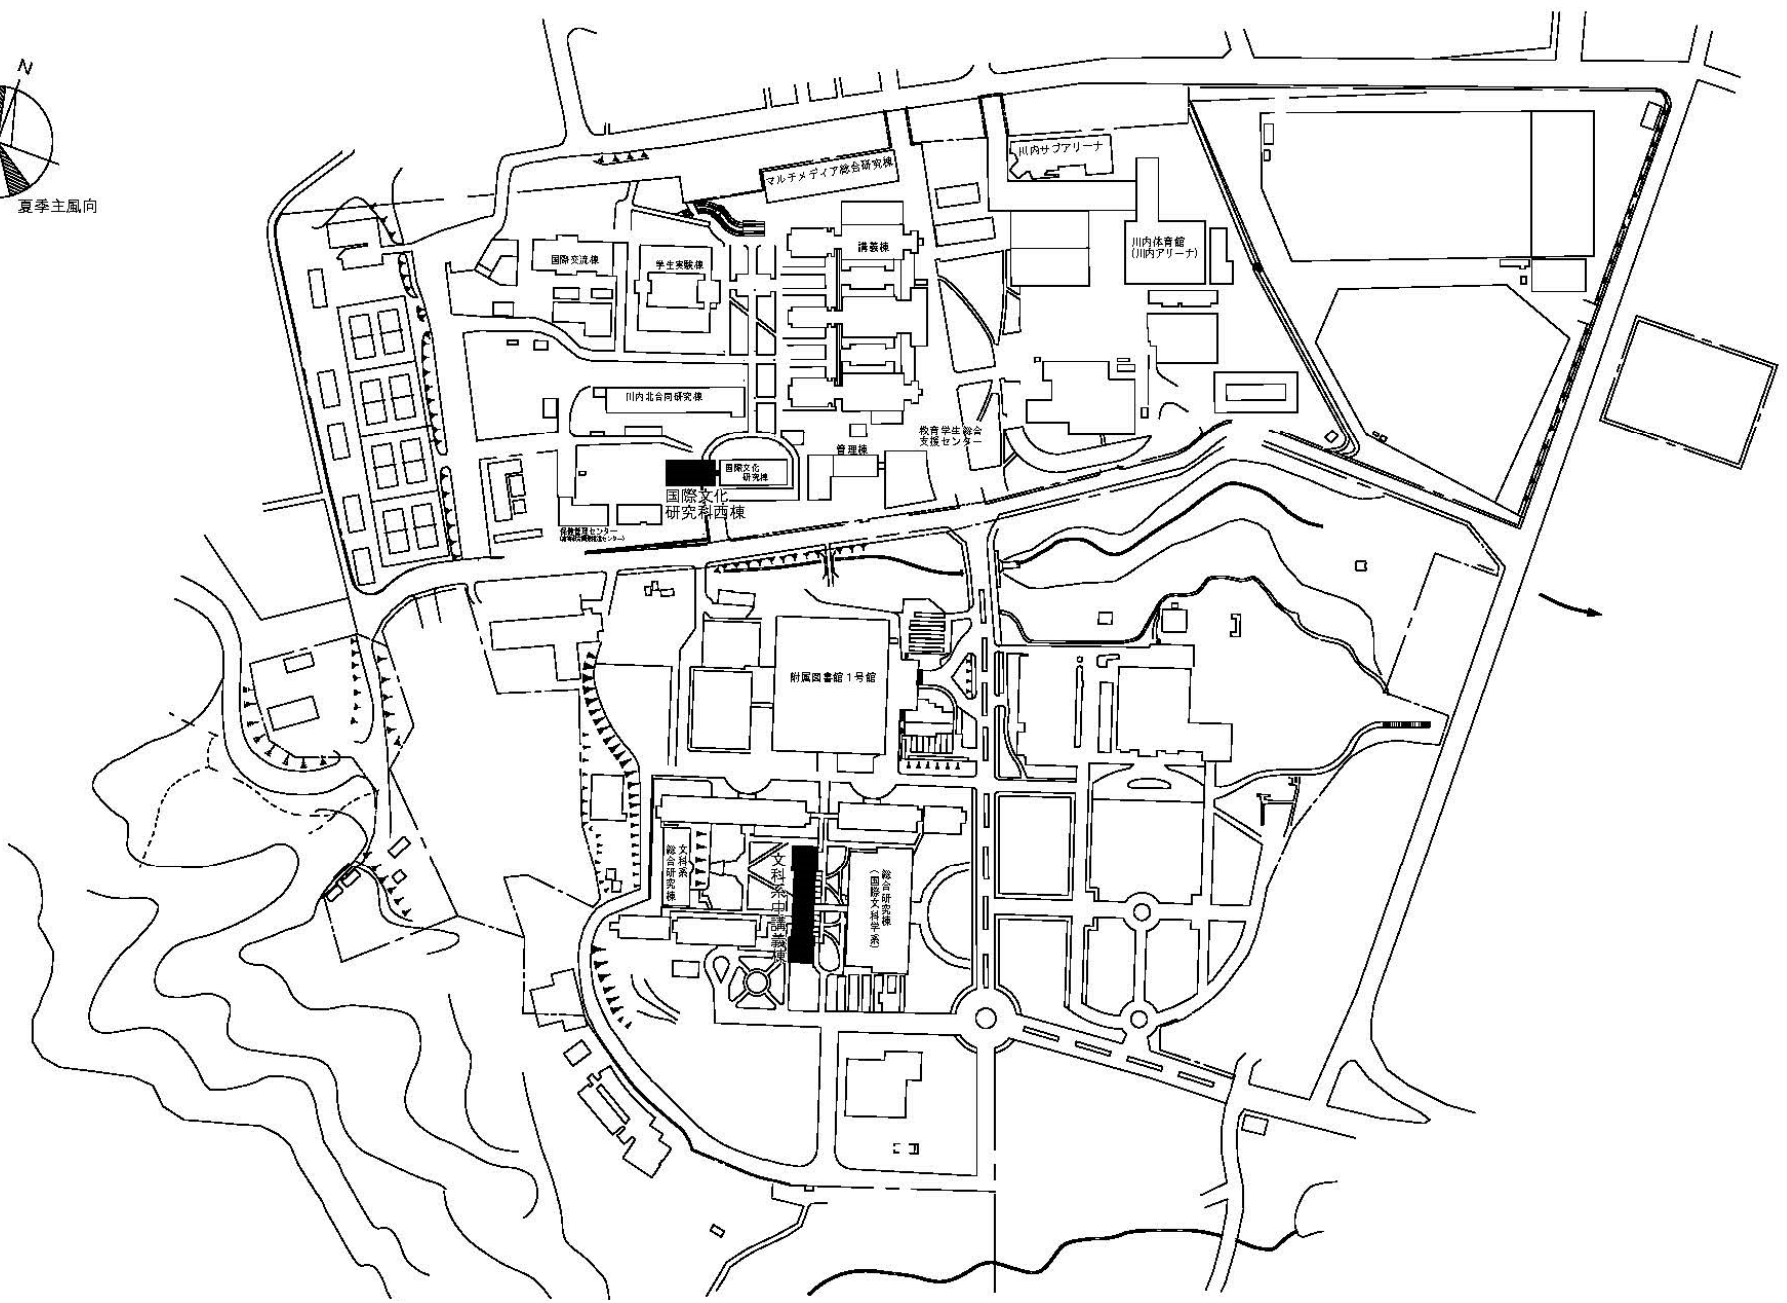 N
夏季主風向
マルチメディア総合研究棟
川内サブアリーナ
国際交流棟
学生実験棟
講義棟
川内体育館
(川内アリーナ)
川内北合同研究棟
教育学生総合
支援センター
管理棟
国際文化
研究棟
国際文化
研究科西棟
保健管理センター
附属図書館1号館
文科系
総合研究棟
文科系中講義棟
総合研究棟
(国際文科学系)